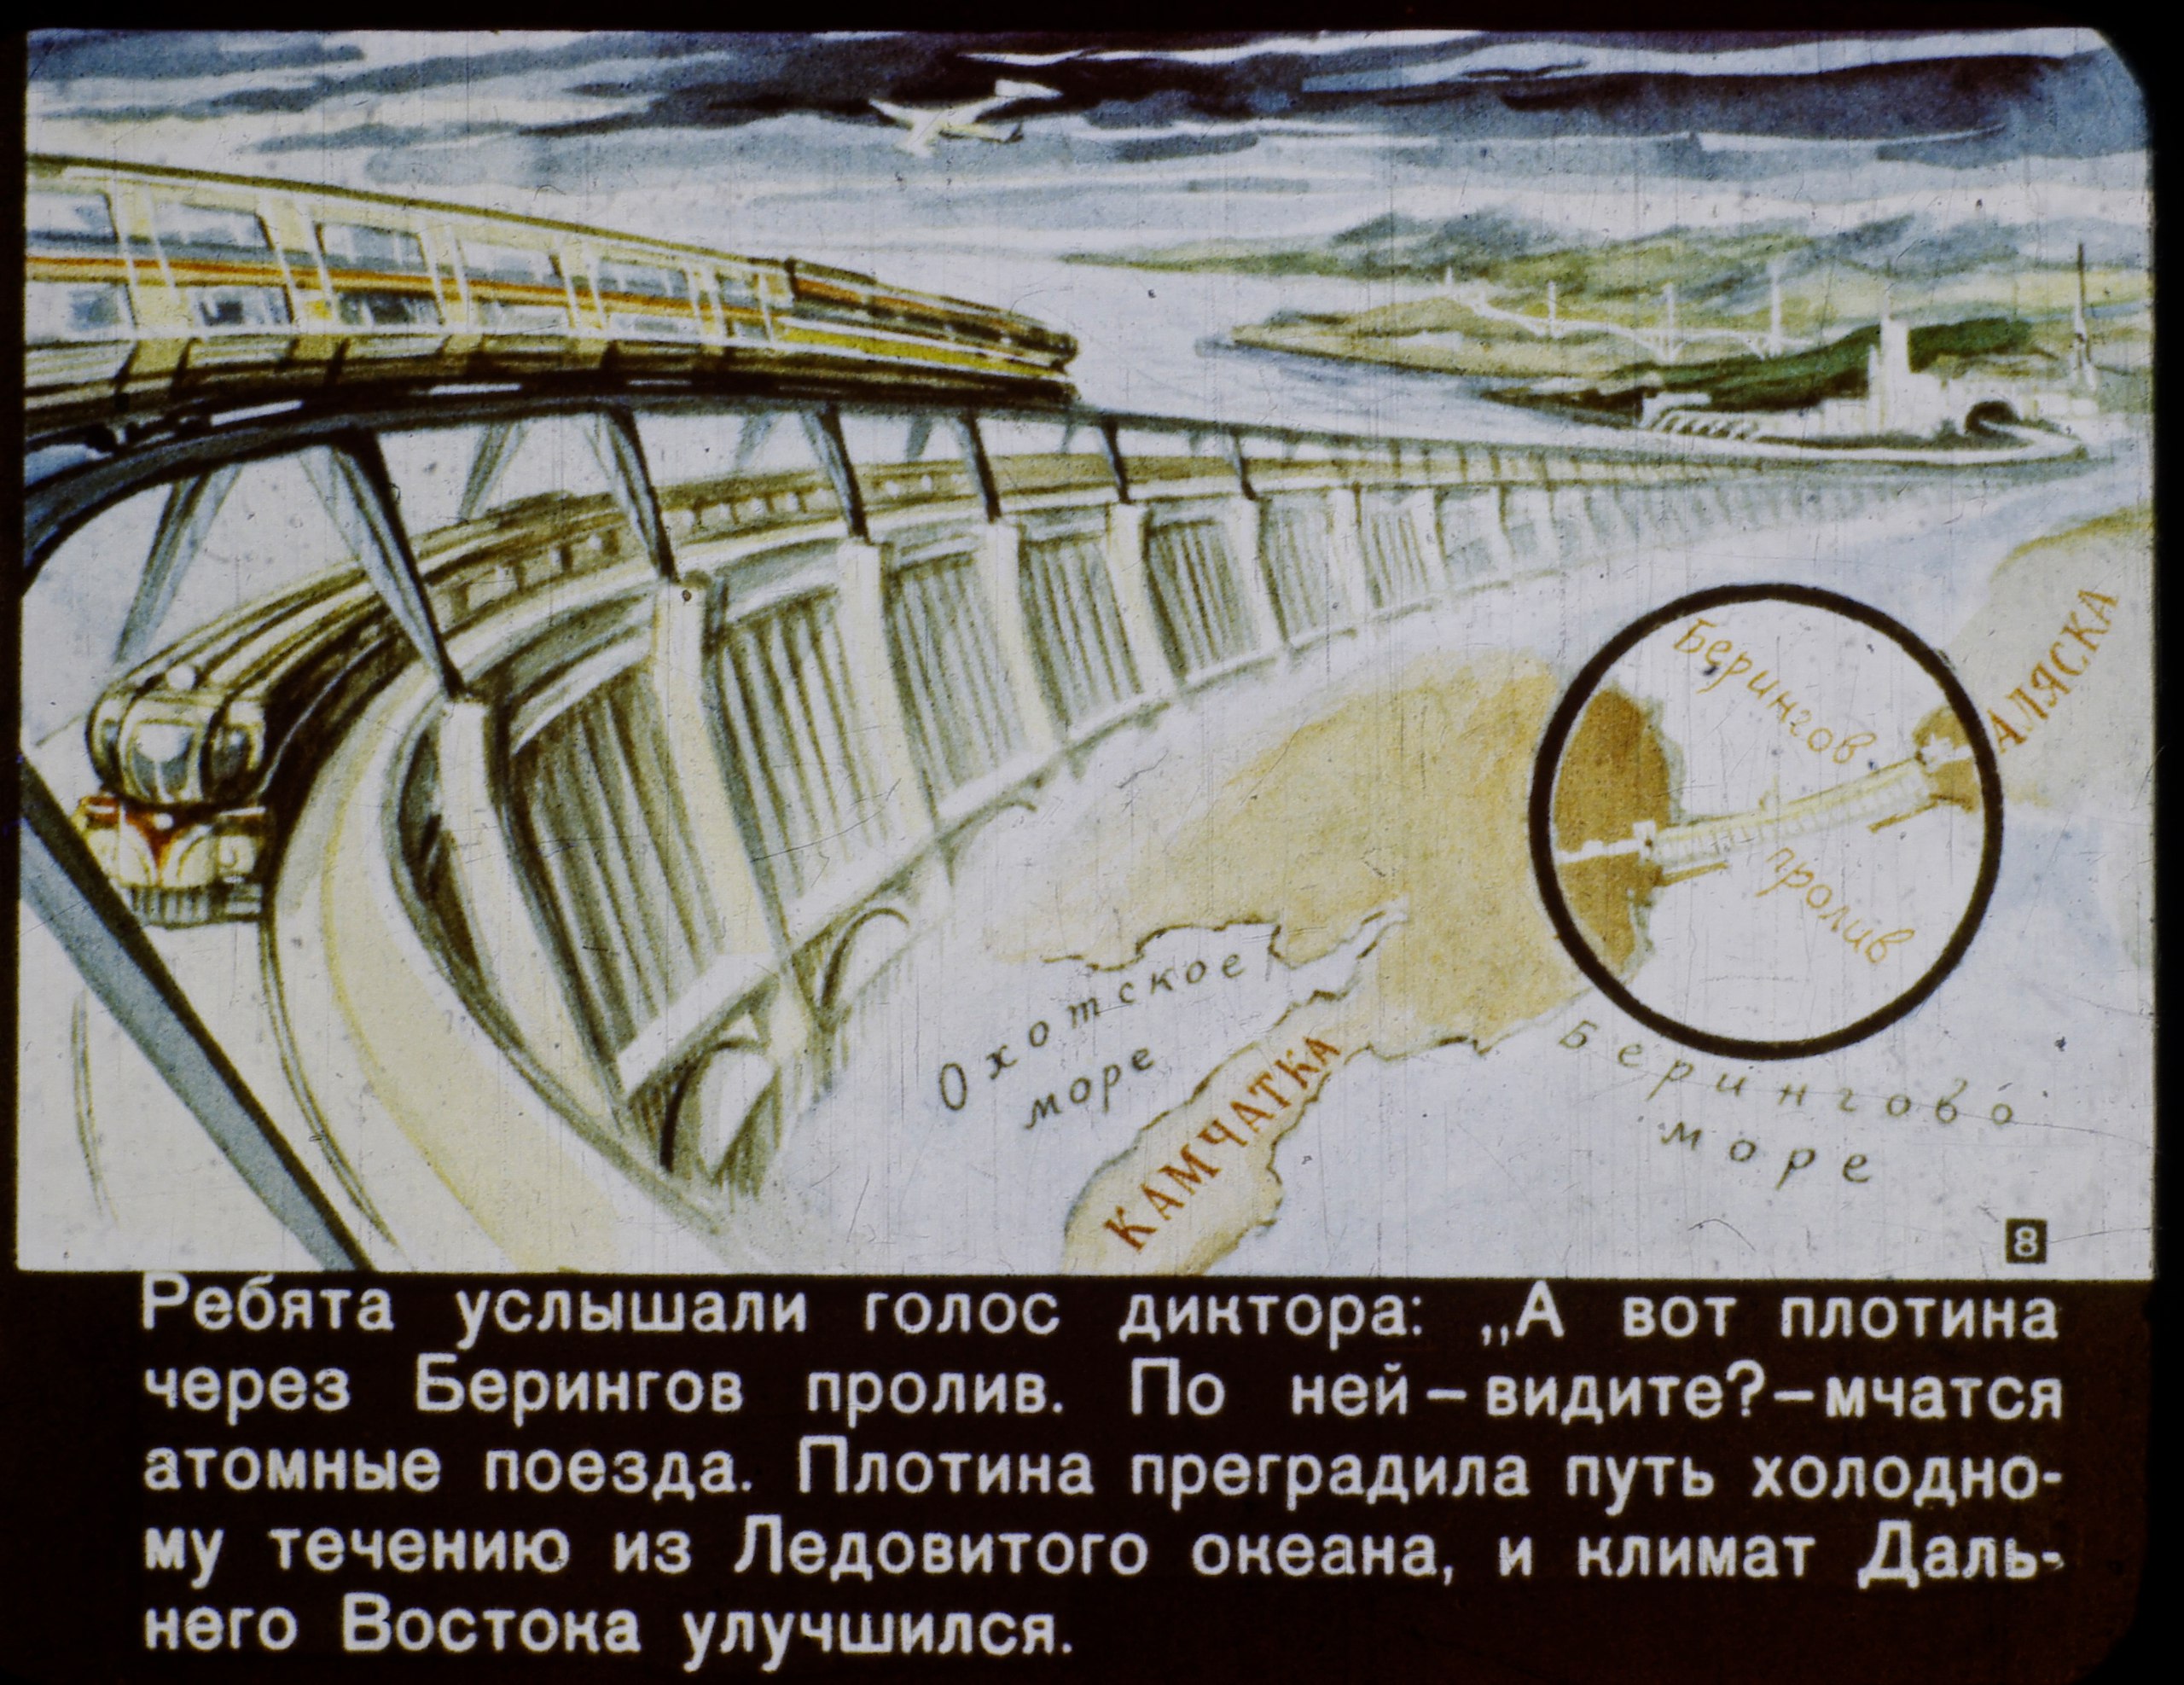 Берингов
пролив
АЛЯСКА
Охотское
море
КАМЧАТКА
Берингово
море
8
Ребята услышали голос диктора: „А вот плотина
через Берингов пролив. По ней–видите?–мчатся
атомные поезда. Плотина преградила путь холодно-
му течению из Ледовитого океана, и климат Даль-
него Востока улучшился.